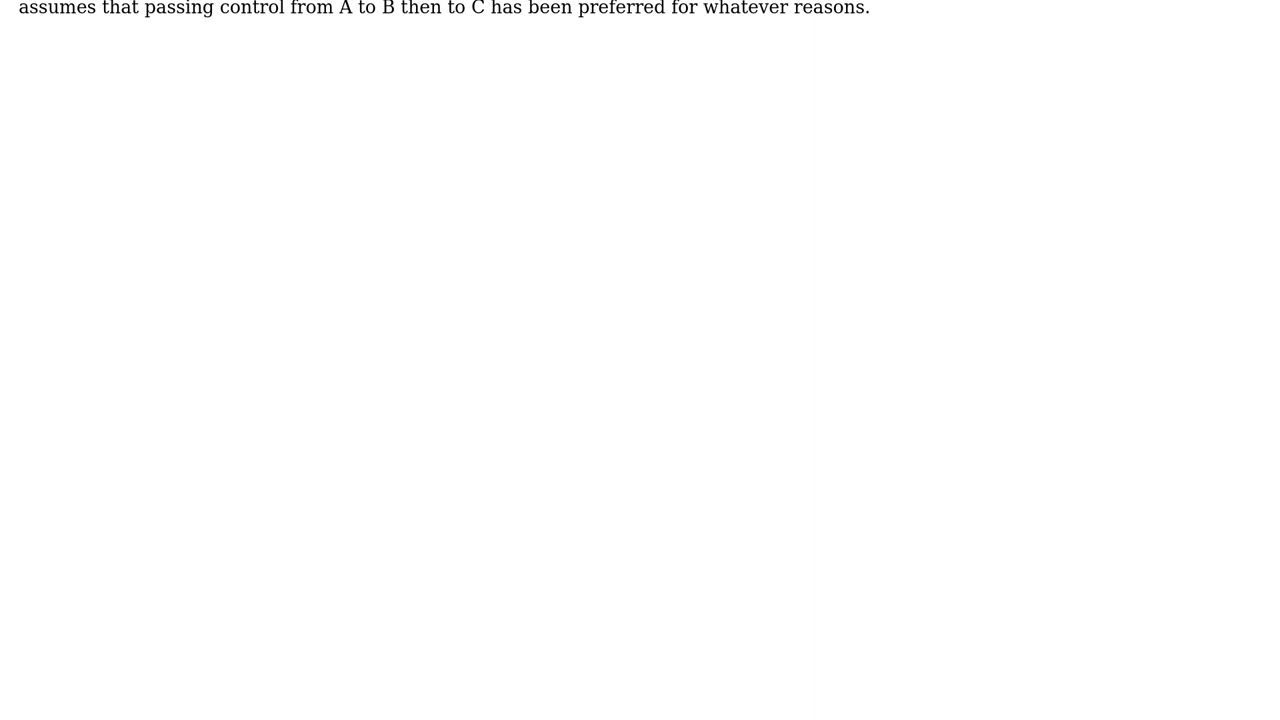 assumes that passing control from A to B then to C has been preferred for whatever reasons.